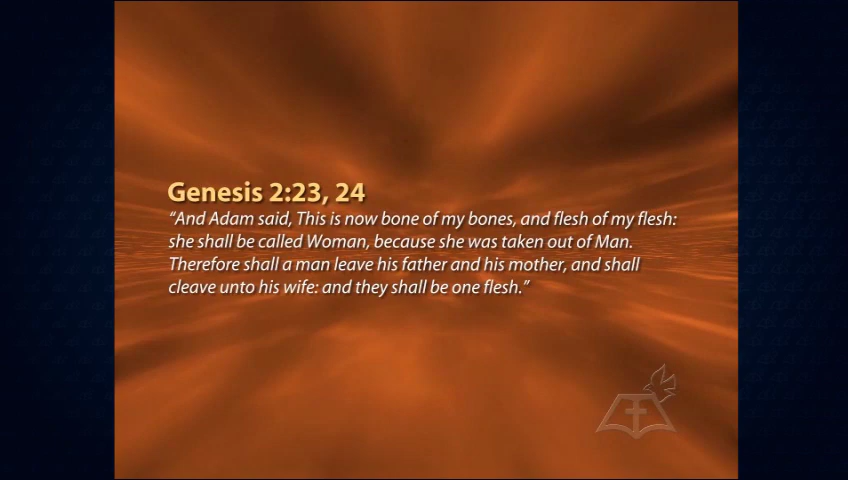 Genesis 2:23, 24
“And Adam said, This is now bone of my bones, and flesh of my flesh:
she shall be called Woman, because she was taken out of Man.
Therefore shall a man leave his father and his mother, and shall
cleave unto his wife: and they shall be one flesh.”